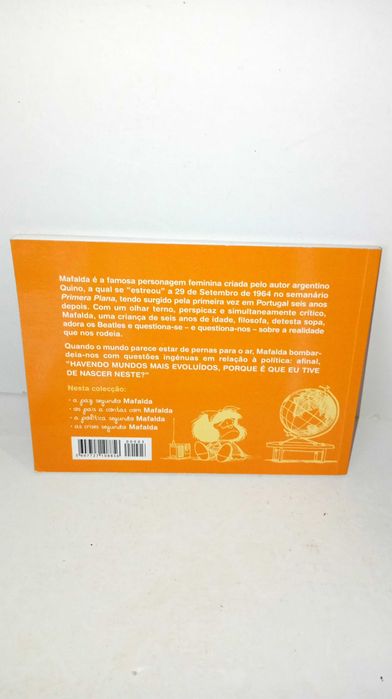 Mafalda é a famosa personagem feminina criada pelo autor argentino
Quino, a qual se "estreou" a 29 de Setembro de 1964 no semanário
Primera Plana, tendo surgido pela primeira vez em Portugal seis anos
depois. Com um olhar terno, perspicaz e simultaneamente crítico,
Mafalda, uma criança de seis anos de idade, filosofa, detesta sopa,
adora os Beatles e questiona-se – e questiona-nos – sobre a realidade
que nos rodeia.
Quando o mundo parece estar de pernas para o ar, Mafalda bombar-
deia-nos com questões ingénuas em relação à política: afinal,
"HAVENDO MUNDOS MAIS EVOLUÍDOS, PORQUE É QUE EU TIVE
DE NASCER NESTE?"
Nesta colecção:
· a paz segundo Mafalda
· os pais a contas com Mafalda
· a política segundo Mafalda
· as crises segundo Mafalda
00003